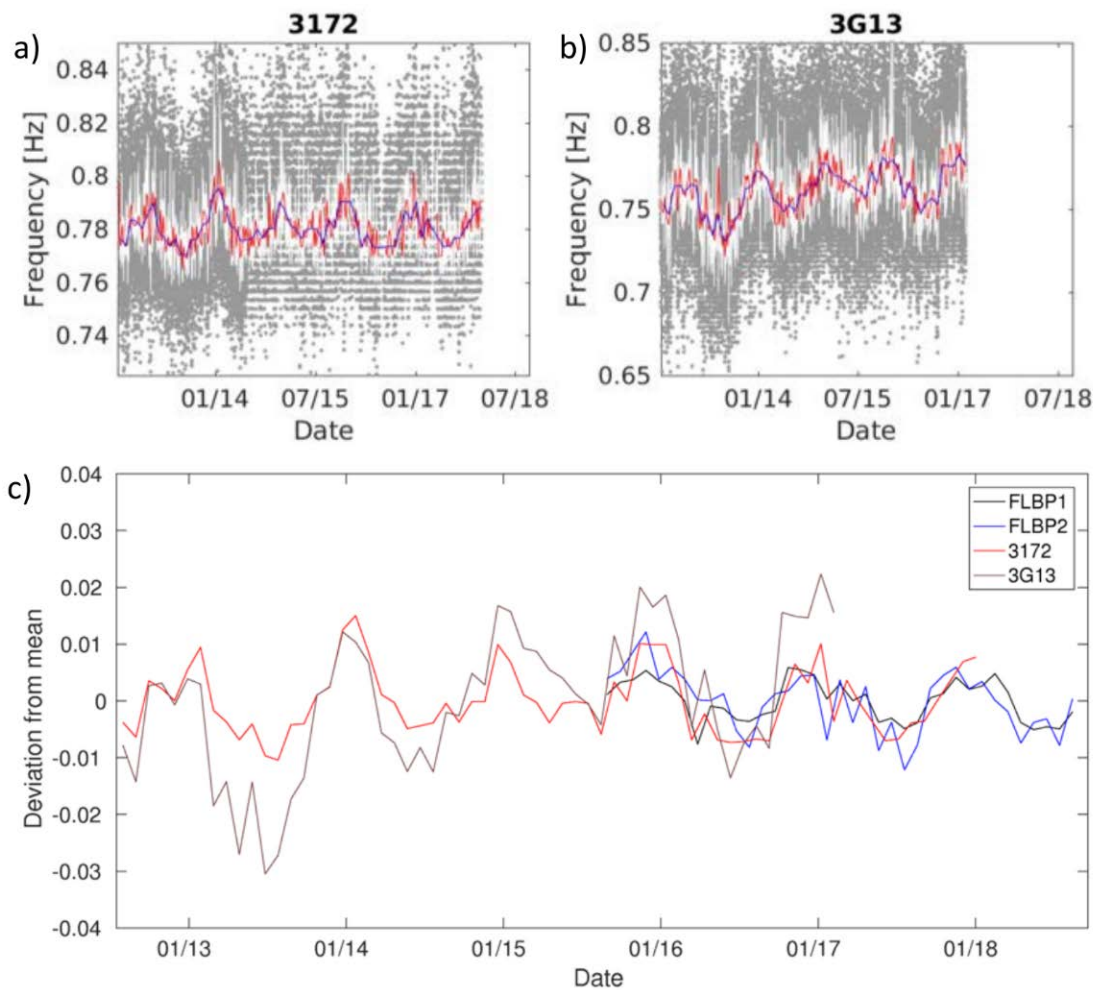 a)
3172
0.84
0.82
0.8
0.78
0.76
0.74
Frequency [Hz]
01/14 07/15 01/17 07/18
Date
b)
3G13
0.85
0.8
0.75
0.7
0.65
Frequency [Hz]
01/14 07/15 01/17 07/18
Date
c)
0.04
0.03
0.02
0.01
0
-0.01
-0.02
-0.03
-0.04
Deviation from mean
FLBP1
FLBP2
3172
3G13
01/13 01/14 01/15 01/16 01/17 01/18
Date